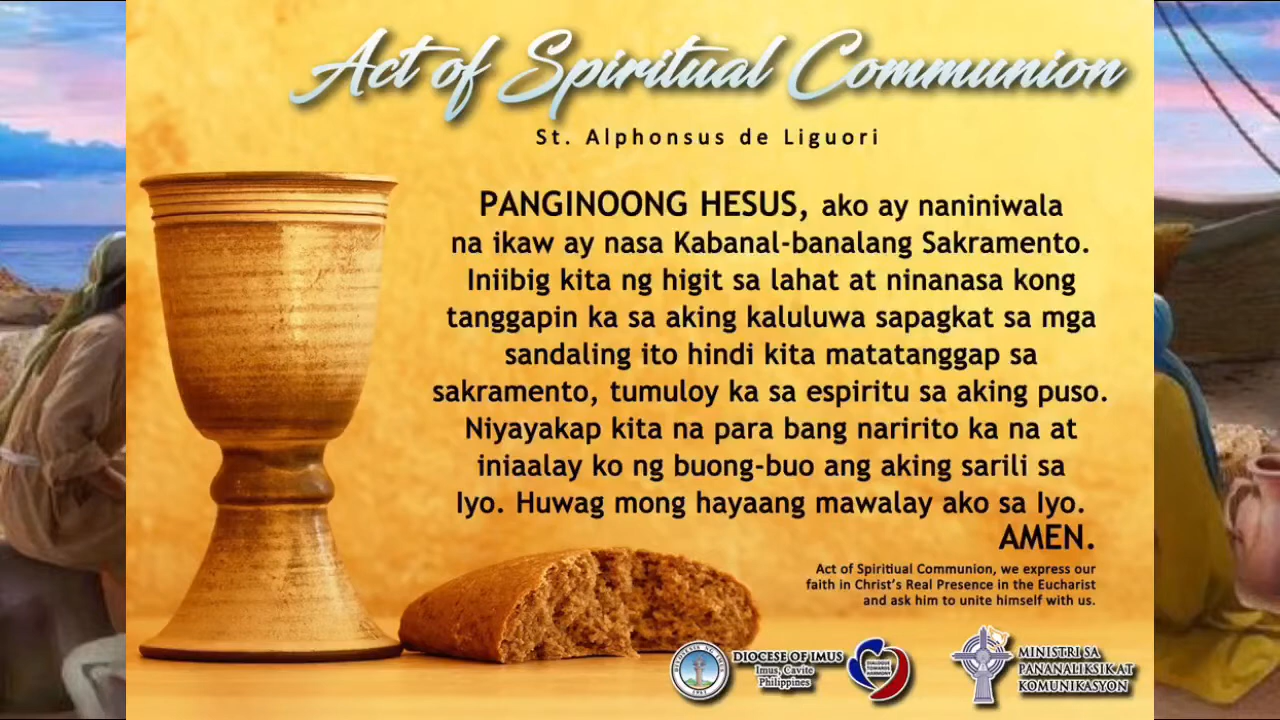 Act of Spiritual Communion
St. Alphonsus de Liguori
PANGINOONG HESUS, ako ay naniniwala
na ikaw ay nasa Kabanal-banalang Sakramento.
Iniibig kita ng higit sa lahat at ninanasa kong
tanggapin ka sa aking kaluluwa sapagkat sa mga
sandaling ito hindi kita matatanggap sa
sakramento, tumuloy ka sa espiritu sa aking puso.
Niyayakap kita na para bang naririto ka na at
iniaalay ko ng buong-buo ang aking sarili sa
Iyo. Huwag mong hayaang mawalay ako sa Iyo.
AMEN.
Act of Spiritual Communion, we express our
faith in Christ's Real Presence in the Eucharist
and ask him to unite himself with us.
DIOCESE OF IMUS
Imus, Cavite
Philippines
DIALOGUE
TOWARDS
HARMONY
MINISTRI SA
PANANALIKSIK AT
KOMUNIKASYON